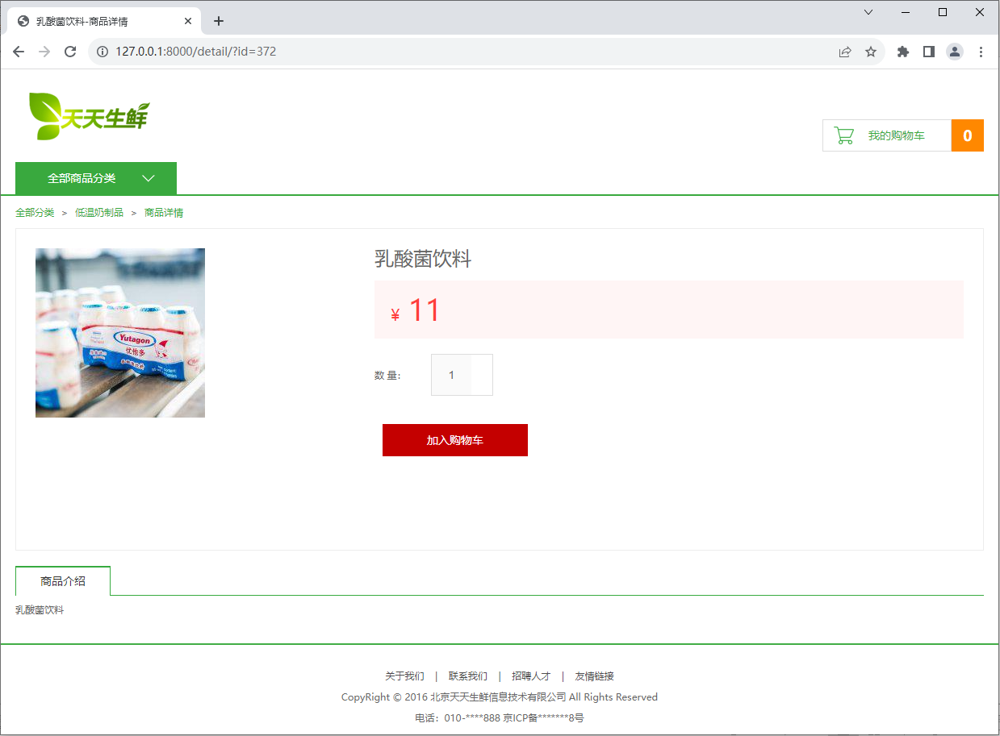 乳酸菌饮料-商品详情
127.0.0.1:8000/detail/?id=372
天天生鲜
我的购物车 0
全部商品分类
全部分类 > 低温奶制品 > 商品详情
乳酸菌饮料
¥ 11
数 量: 1
加入购物车
Yutagon
优他多
乳酸菌饮料
商品介绍
乳酸菌饮料
关于我们 | 联系我们 | 招聘人才 | 友情链接
CopyRight © 2016 北京天天生鲜信息技术有限公司 All Rights Reserved
电话：010-****888 京ICP备*******8号